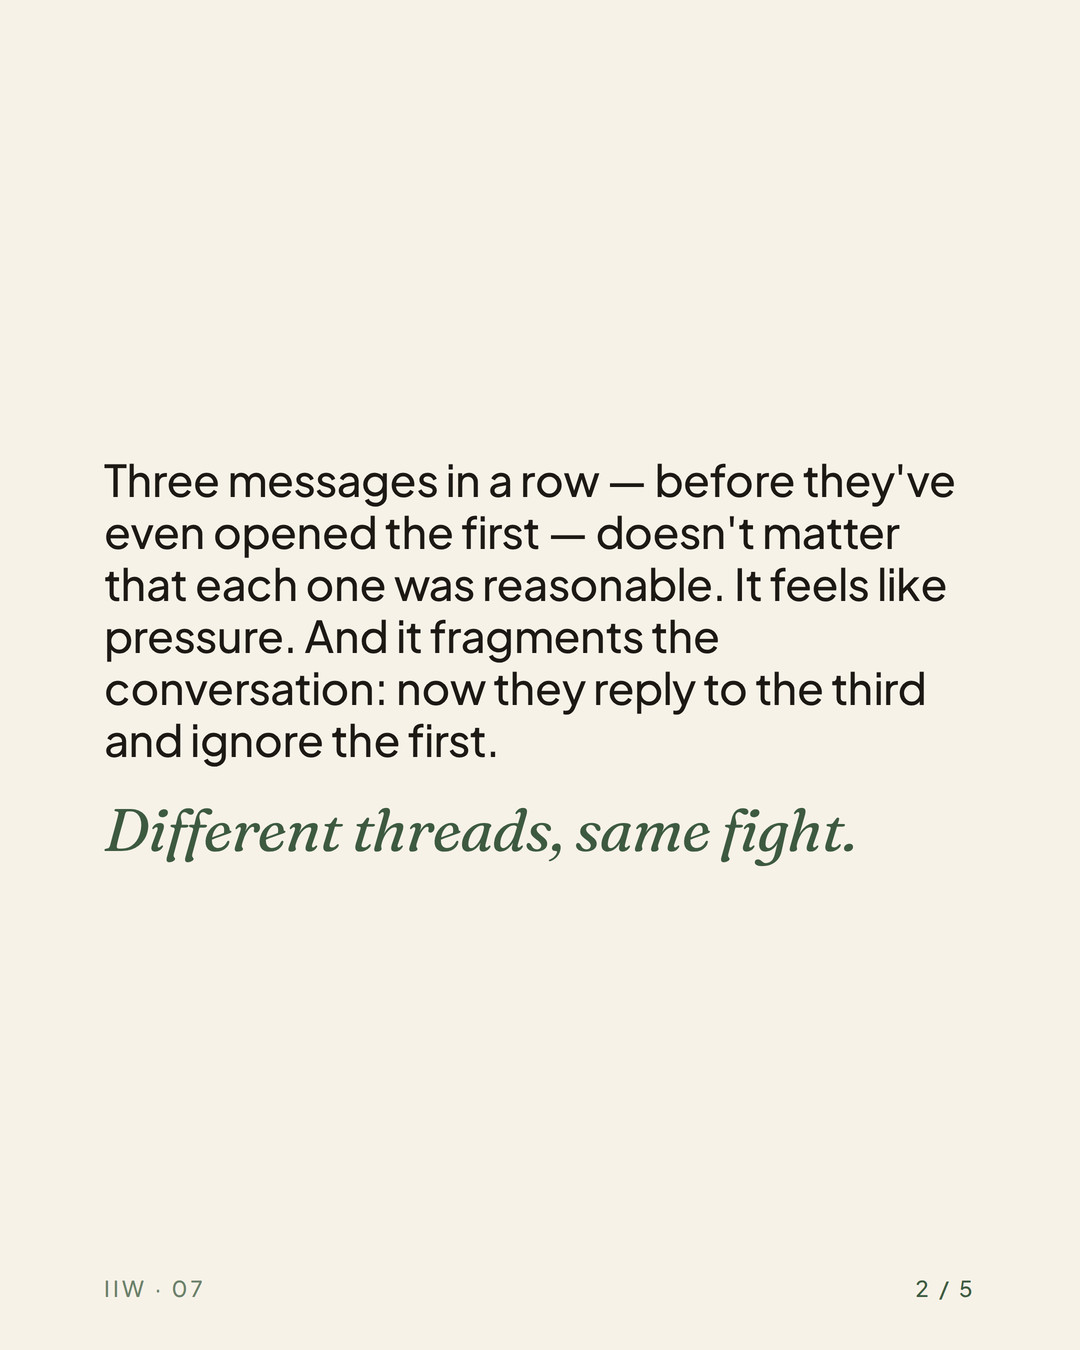 Three messages in a row — before they've
even opened the first — doesn't matter
that each one was reasonable. It feels like
pressure. And it fragments the
conversation: now they reply to the third
and ignore the first.
Different threads, same fight.
IIW · 07
2 / 5